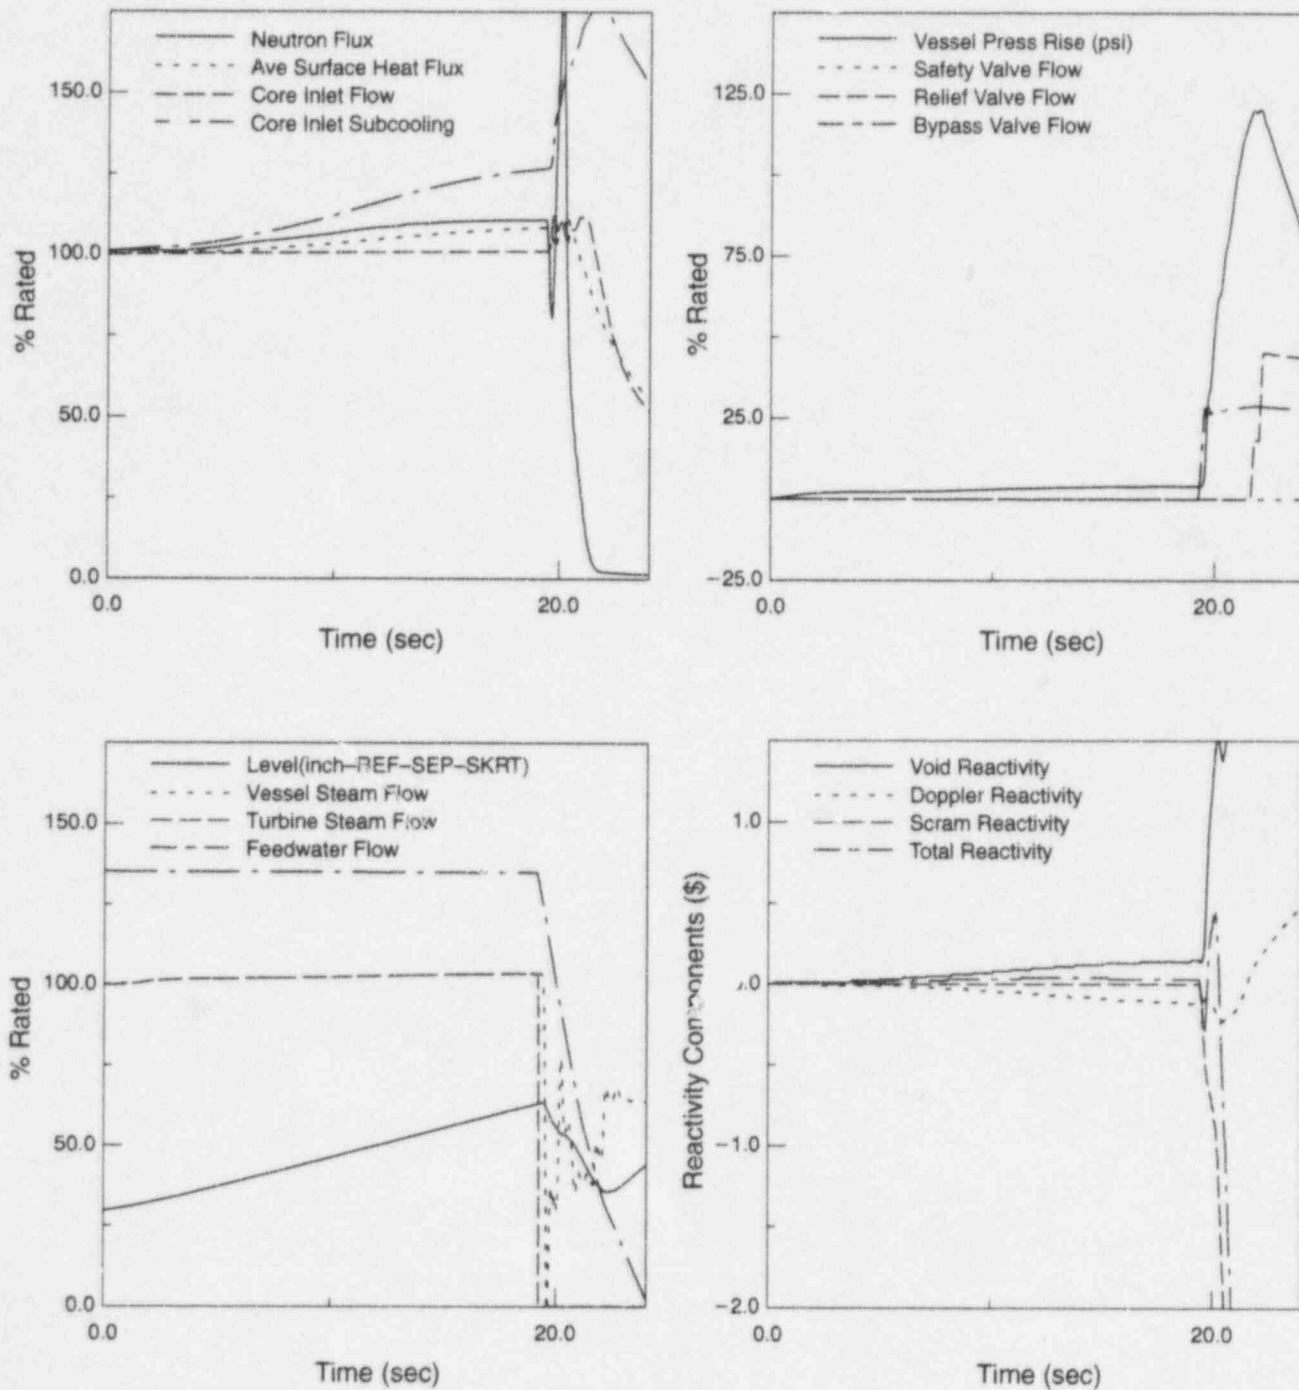 Neutron Flux
Ave Surface Heat Flux
Core Inlet Flow
Core Inlet Subcooling
150.0
100.0
50.0
0.0
% Rated
0.0
20.0
Time (sec)
Vessel Press Rise (psi)
Safety Valve Flow
Relief Valve Flow
Bypass Valve Flow
125.0
75.0
25.0
−25.0
% Rated
0.0
20.0
Time (sec)
Level(inch–REF–SEP–SKRT)
Vessel Steam Flow
Turbine Steam Flow
Feedwater Flow
150.0
100.0
50.0
0.0
% Rated
0.0
20.0
Time (sec)
Void Reactivity
Doppler Reactivity
Scram Reactivity
Total Reactivity
1.0
.0
−1.0
−2.0
Reactivity Components ($)
0.0
20.0
Time (sec)